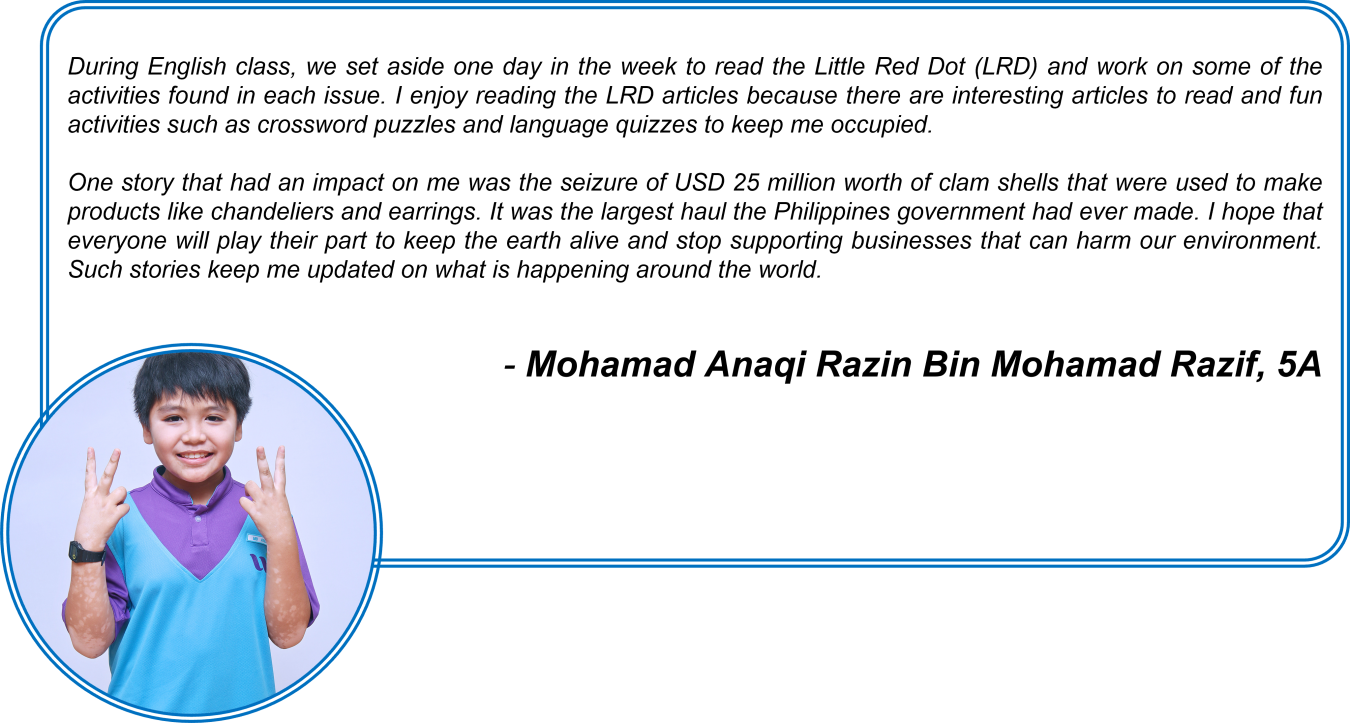 During English class, we set aside one day in the week to read the Little Red Dot (LRD) and work on some of the
activities found in each issue. I enjoy reading the LRD articles because there are interesting articles to read and fun
activities such as crossword puzzles and language quizzes to keep me occupied.
One story that had an impact on me was the seizure of USD 25 million worth of clam shells that were used to make
products like chandeliers and earrings. It was the largest haul the Philippines government had ever made. I hope that
everyone will play their part to keep the earth alive and stop supporting businesses that can harm our environment.
Such stories keep me updated on what is happening around the world.
- Mohamad Anaqi Razin Bin Mohamad Razif, 5A